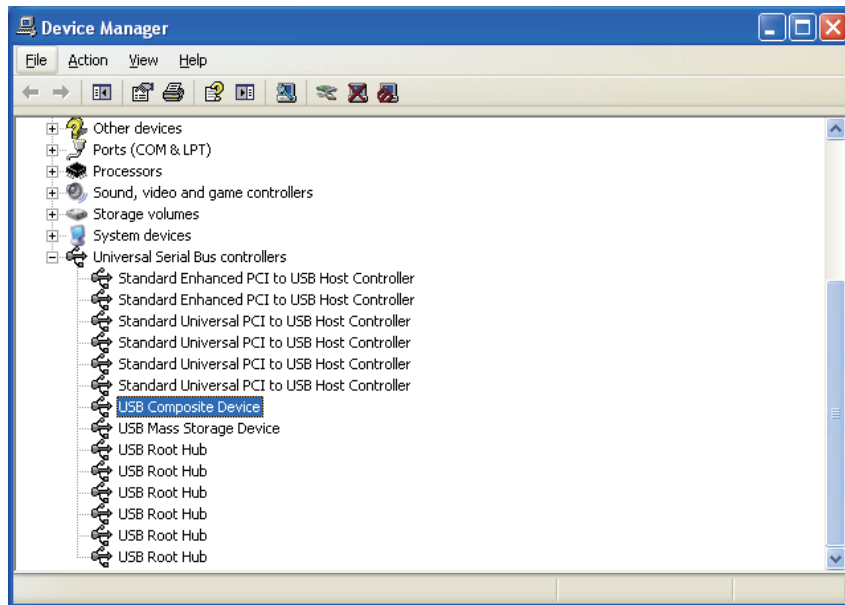 Device Manager
File Action View Help
Other devices
Ports (COM & LPT)
Processors
Sound, video and game controllers
Storage volumes
System devices
Universal Serial Bus controllers
Standard Enhanced PCI to USB Host Controller
Standard Enhanced PCI to USB Host Controller
Standard Universal PCI to USB Host Controller
Standard Universal PCI to USB Host Controller
Standard Universal PCI to USB Host Controller
Standard Universal PCI to USB Host Controller
USB Composite Device
USB Mass Storage Device
USB Root Hub
USB Root Hub
USB Root Hub
USB Root Hub
USB Root Hub
USB Root Hub